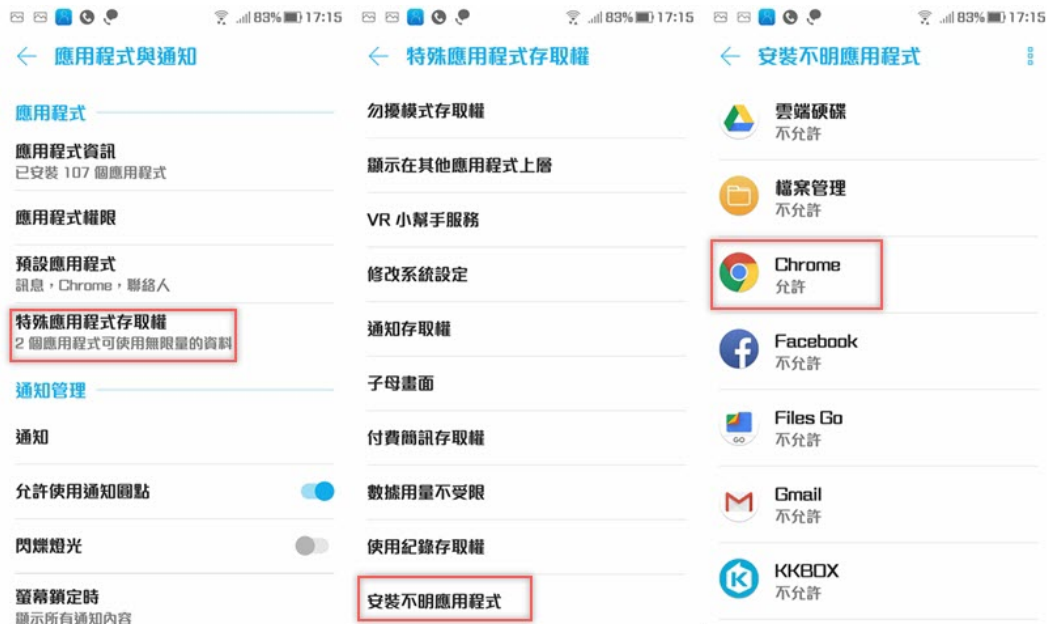 83% 17:15
應用程式與通知
應用程式
應用程式資訊
已安裝 107 個應用程式
應用程式權限
預設應用程式
訊息，Chrome，聯絡人
特殊應用程式存取權
2 個應用程式可使用無限量的資料
通知管理
通知
允許使用通知圓點
閃爍燈光
螢幕鎖定時
顯示所有通知內容
83% 17:15
特殊應用程式存取權
勿擾模式存取權
顯示在其他應用程式上層
VR 小幫手服務
修改系統設定
通知存取權
子母畫面
付費簡訊存取權
數據用量不受限
使用紀錄存取權
安裝不明應用程式
83% 17:15
安裝不明應用程式
雲端硬碟
不允許
檔案管理
不允許
Chrome
允許
Facebook
不允許
GO
Files Go
不允許
Gmail
不允許
KKBOX
不允許